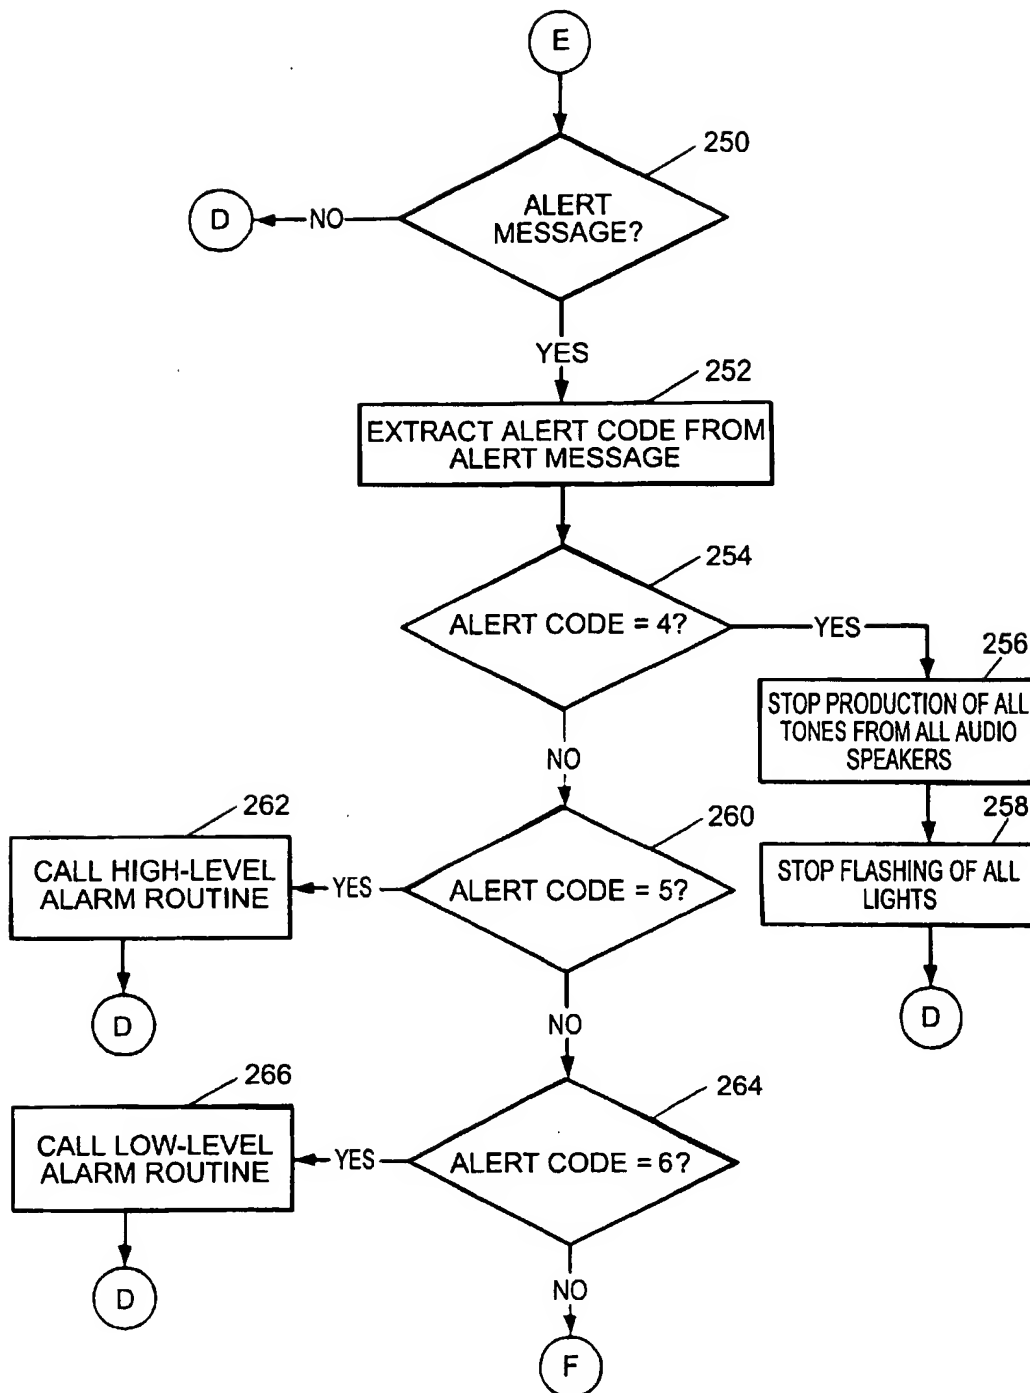 E
250
ALERT
MESSAGE?
NO
D
YES
252
EXTRACT ALERT CODE FROM
ALERT MESSAGE
254
ALERT CODE = 4?
YES
256
STOP PRODUCTION OF ALL
TONES FROM ALL AUDIO
SPEAKERS
NO
258
STOP FLASHING OF ALL
LIGHTS
D
260
ALERT CODE = 5?
YES
262
CALL HIGH-LEVEL
ALARM ROUTINE
D
NO
264
ALERT CODE = 6?
YES
266
CALL LOW-LEVEL
ALARM ROUTINE
D
NO
F